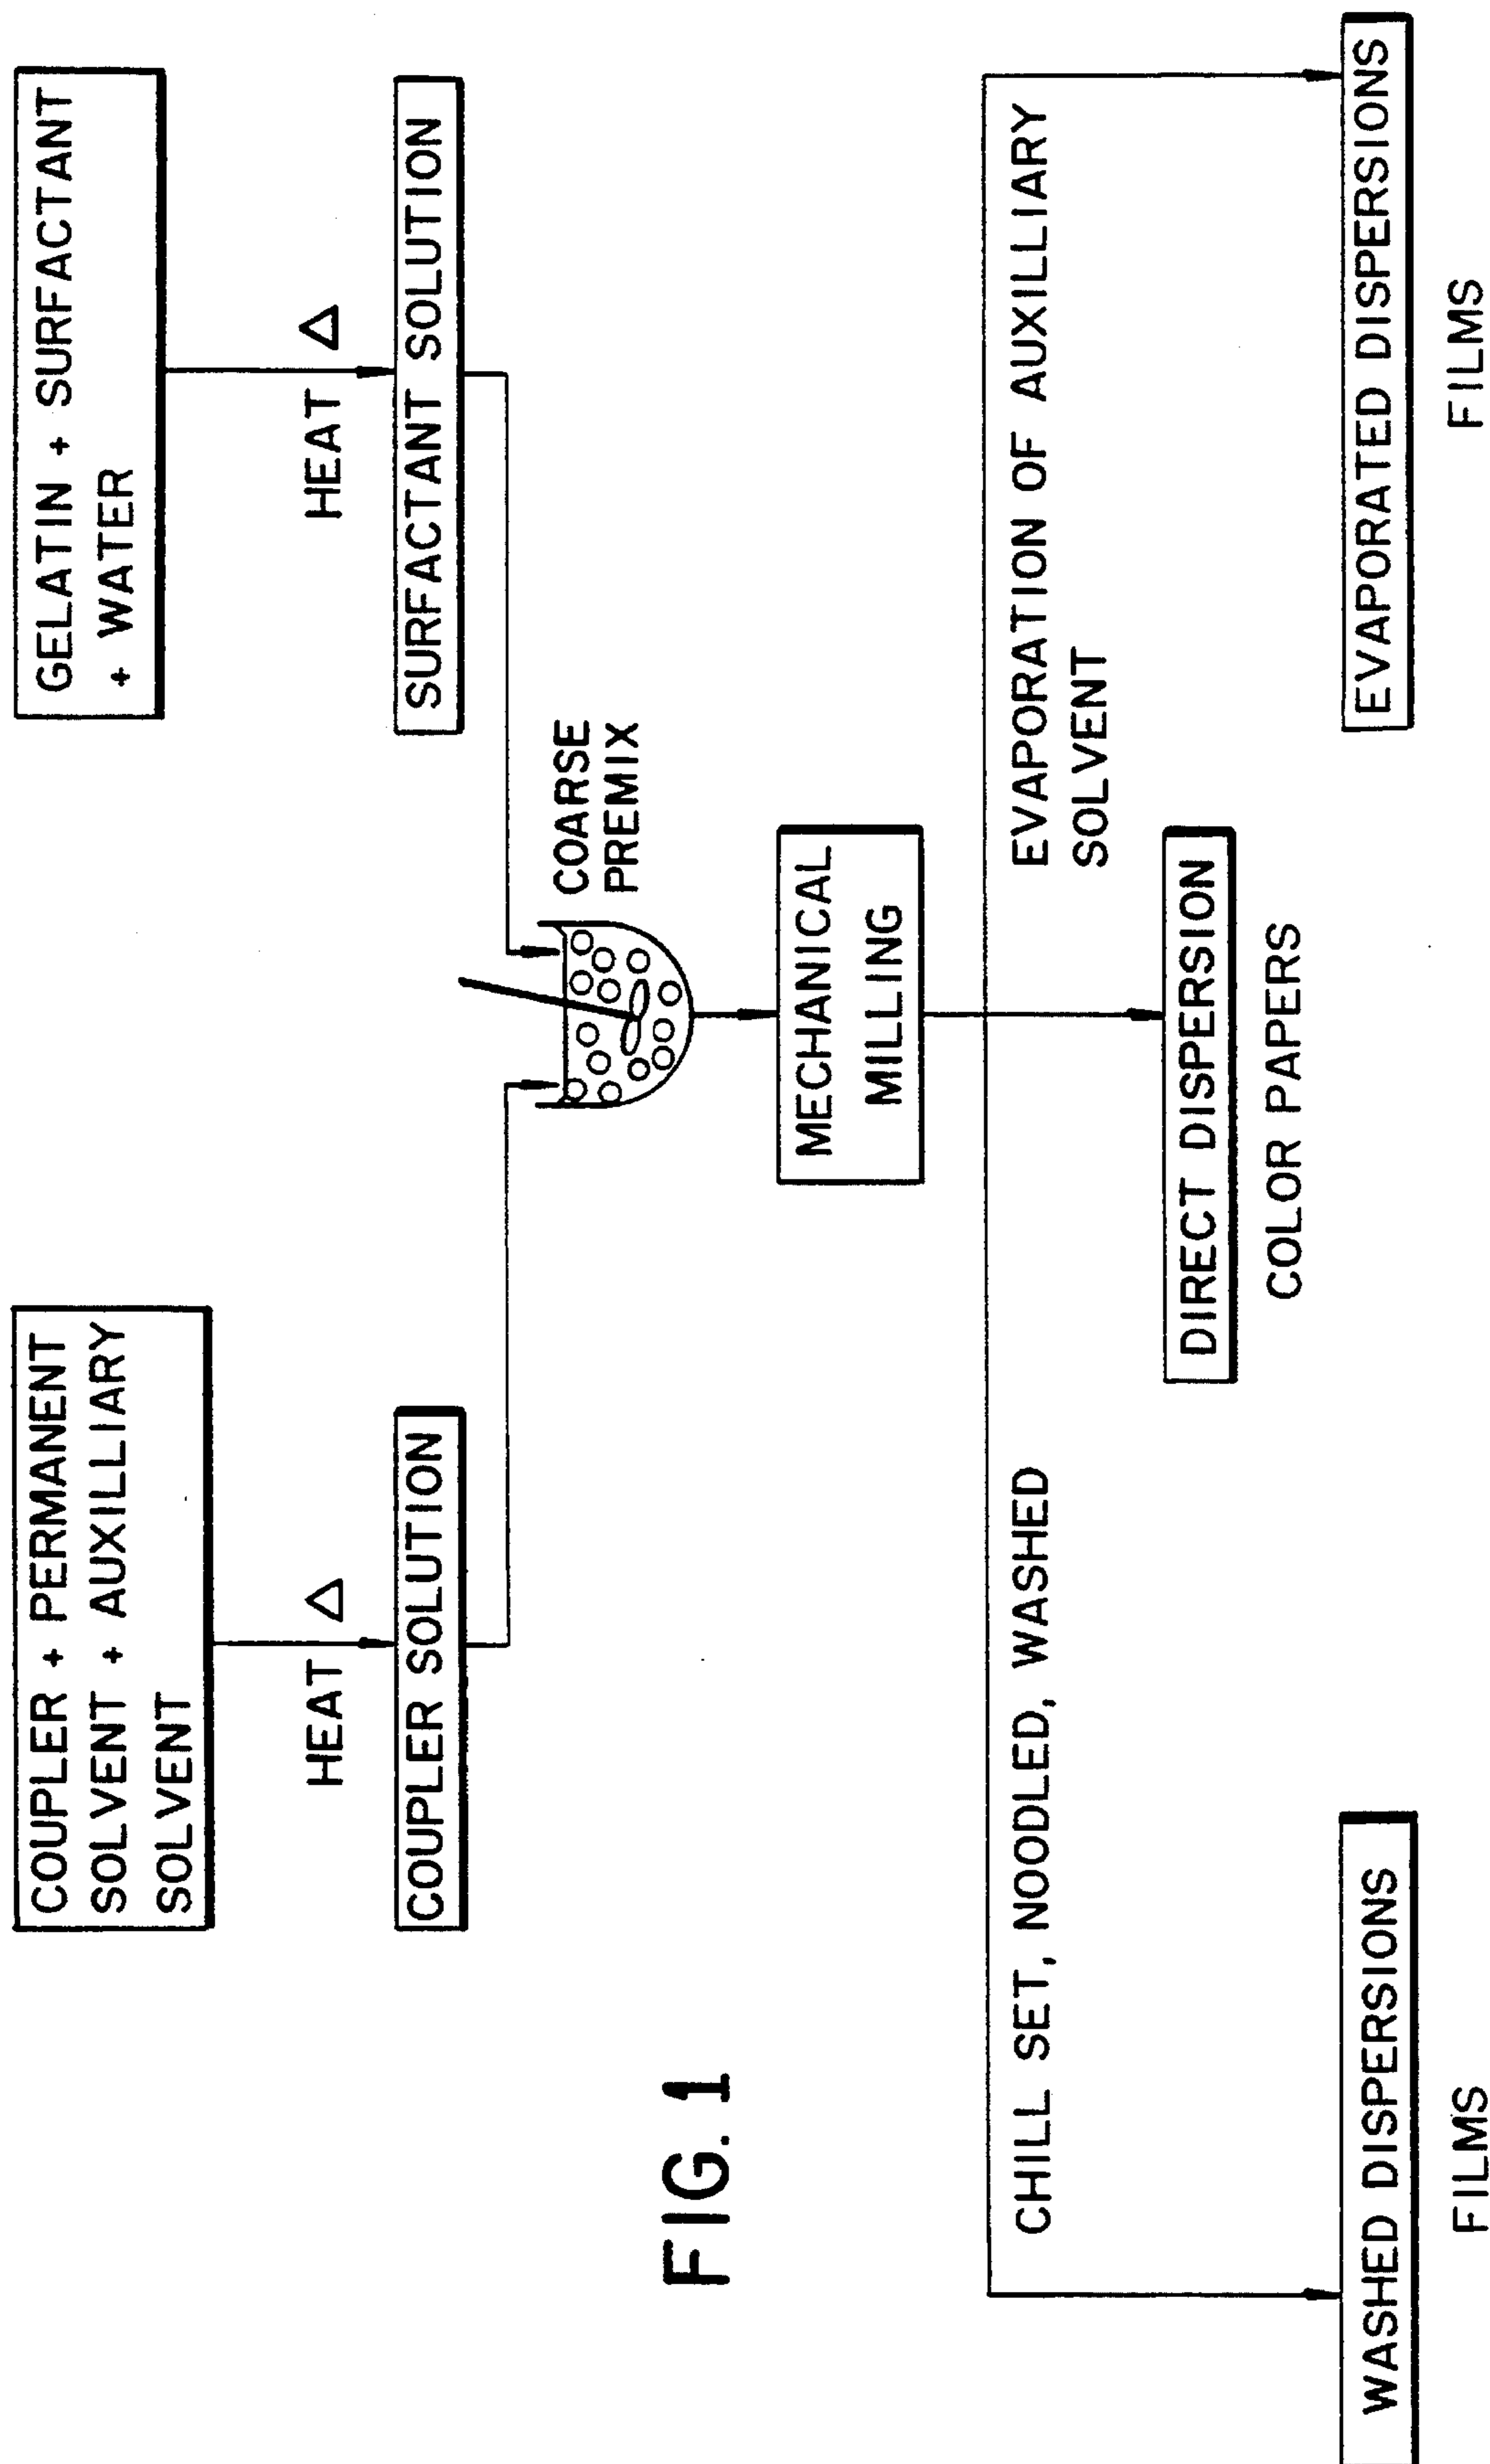 COUPLER + PERMANENT
SOLVENT + AUXILLIARY
SOLVENT
GELATIN + SURFACTANT
+ WATER
HEAT Δ
HEAT Δ
COUPLER SOLUTION
SURFACTANT SOLUTION
COARSE
PREMIX
FIG. 1
MECHANICAL
MILLING
CHILL SET, NOODLED, WASHED
EVAPORATION OF AUXILLIARY
SOLVENT
DIRECT DISPERSION
COLOR PAPERS
WASHED DISPERSIONS
FILMS
EVAPORATED DISPERSIONS
FILMS